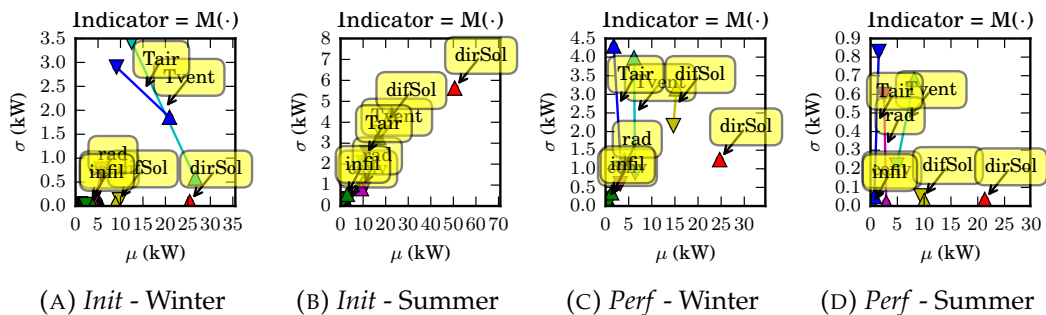 Indicator = M(·)
σ (kW)
3.5
3.0
2.5
2.0
1.5
1.0
0.5
0.0
Tair
Tvent
rad
infil
difSol
dirSol
0 5 10 15 20 25 30 35
μ (kW)
(A) Init - Winter
Indicator = M(·)
σ (kW)
8
7
6
5
4
3
2
1
0
dirSol
difSol
Tvent
Tair
rad
infil
0 10 20 30 40 50 60 70
μ (kW)
(B) Init - Summer
Indicator = M(·)
σ (kW)
4.5
4.0
3.5
3.0
2.5
2.0
1.5
1.0
0.5
0.0
Tair
Tvent
difSol
rad
dirSol
infil
0 5 10 15 20 25 30
μ (kW)
(C) Perf - Winter
Indicator = M(·)
σ (kW)
0.9
0.8
0.7
0.6
0.5
0.4
0.3
0.2
0.1
0.0
Tair
Tvent
rad
infil
difSol
dirSol
0 5 10 15 20 25 30
μ (kW)
(D) Perf - Summer